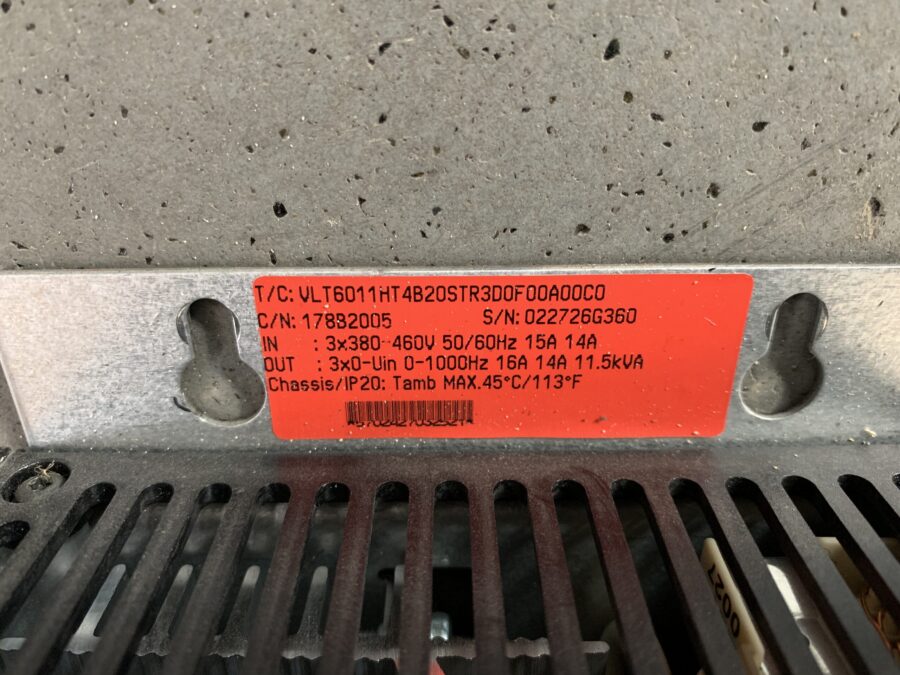 T/C: VLT6011HT4B20STR3D0F00A00C0
C/N: 178B2005 S/N: 022726G360
IN : 3x380-460V 50/60Hz 15A 14A
OUT : 3x0-Uin 0-1000Hz 16A 14A 11.5kVA
Chassis/IP20: Tamb MAX.45°C/113°F